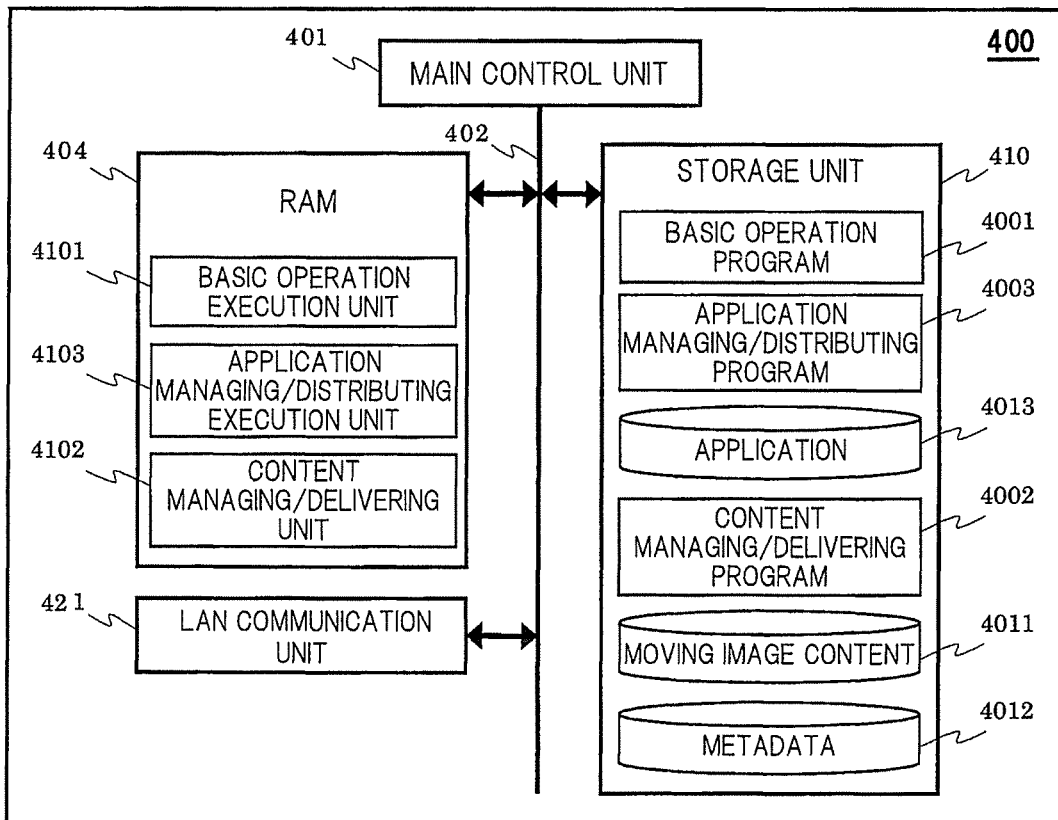 400
401
MAIN CONTROL UNIT
402
404
RAM
4101
BASIC OPERATION
EXECUTION UNIT
4103
APPLICATION
MANAGING/DISTRIBUTING
EXECUTION UNIT
4102
CONTENT
MANAGING/DELIVERING
UNIT
421
LAN COMMUNICATION
UNIT
STORAGE UNIT
410
BASIC OPERATION
PROGRAM
4001
APPLICATION
MANAGING/DISTRIBUTING
PROGRAM
4003
APPLICATION
4013
CONTENT
MANAGING/DELIVERING
PROGRAM
4002
MOVING IMAGE CONTENT
4011
METADATA
4012